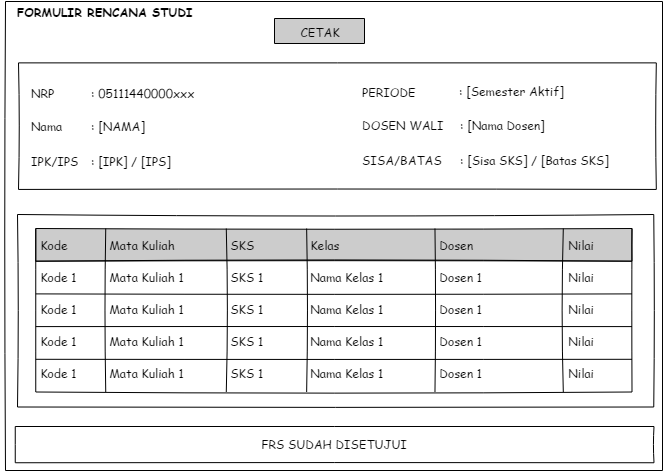 FORMULIR RENCANA STUDI
CETAK
NRP : 05111440000xxx PERIODE : [Semester Aktif]
Nama : [NAMA] DOSEN WALI : [Nama Dosen]
IPK/IPS : [IPK] / [IPS] SISA/BATAS : [Sisa SKS] / [Batas SKS]
Kode Mata Kuliah SKS Kelas Dosen Nilai
Kode 1 Mata Kuliah 1 SKS 1 Nama Kelas 1 Dosen 1 Nilai
Kode 1 Mata Kuliah 1 SKS 1 Nama Kelas 1 Dosen 1 Nilai
Kode 1 Mata Kuliah 1 SKS 1 Nama Kelas 1 Dosen 1 Nilai
Kode 1 Mata Kuliah 1 SKS 1 Nama Kelas 1 Dosen 1 Nilai
FRS SUDAH DISETUJUI